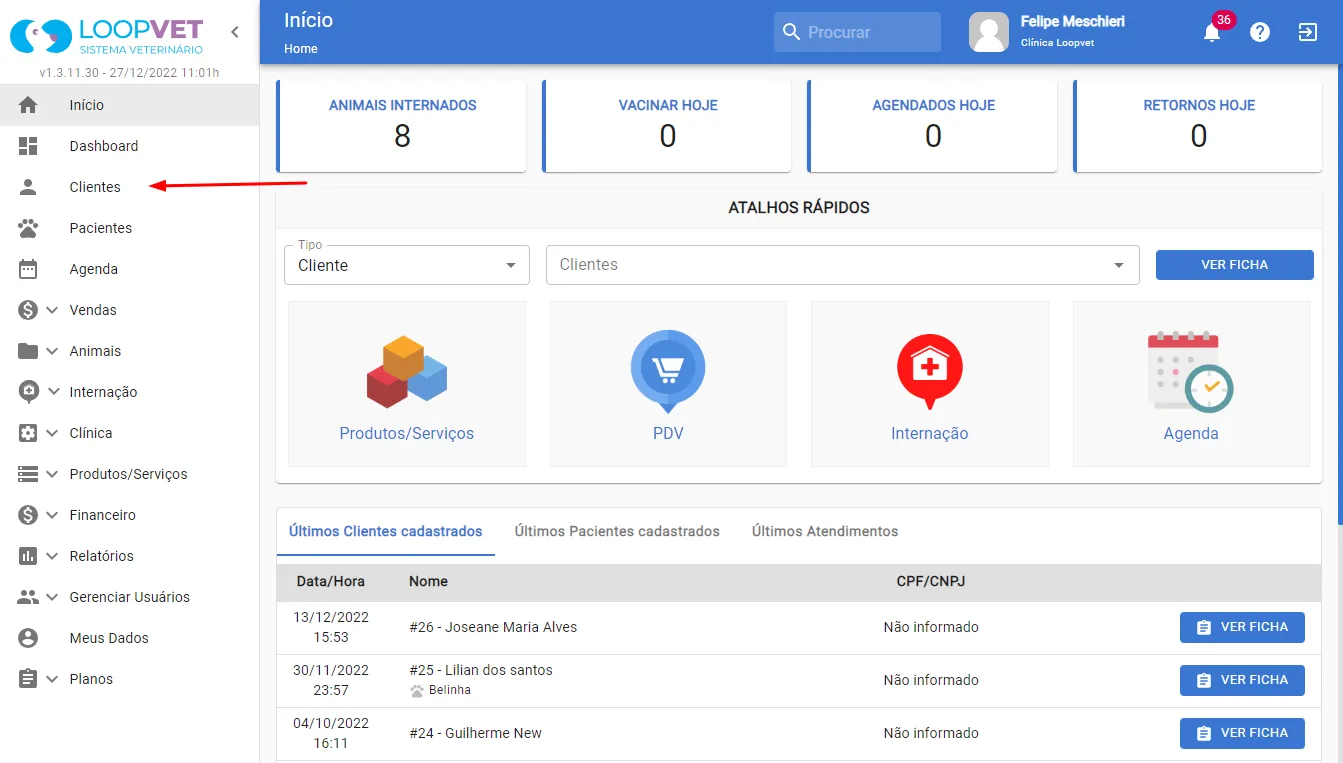 LOOPVET
SISTEMA VETERINÁRIO
v1.3.11.30 - 27/12/2022 11:01h
Início
Dashboard
Clientes
Pacientes
Agenda
Vendas
Animais
Internação
Clínica
Produtos/Serviços
Financeiro
Relatórios
Gerenciar Usuários
Meus Dados
Planos
Início
Home
Procurar
Felipe Meschieri
Clínica Loopvet
36
ANIMAIS INTERNADOS
8
VACINAR HOJE
0
AGENDADOS HOJE
0
RETORNOS HOJE
0
ATALHOS RÁPIDOS
Tipo
Cliente
Clientes
VER FICHA
Produtos/Serviços
PDV
Internação
Agenda
Últimos Clientes cadastrados
Últimos Pacientes cadastrados
Últimos Atendimentos
Data/Hora Nome CPF/CNPJ
13/12/2022
15:53
#26 - Joseane Maria Alves
Não informado
VER FICHA
30/11/2022
23:57
#25 - Lilian dos santos
Belinha
Não informado
VER FICHA
04/10/2022
16:11
#24 - Guilherme New
Não informado
VER FICHA